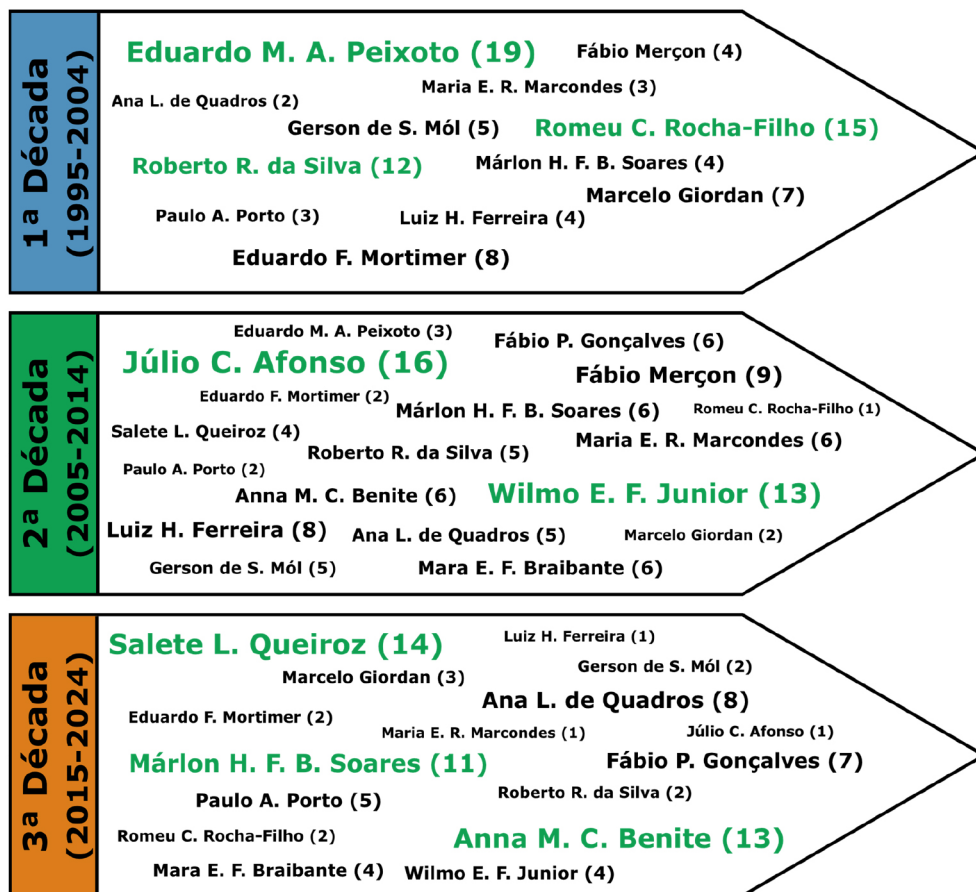 1ª Década
(1995-2004)
Eduardo M. A. Peixoto (19)
Fábio Merçon (4)
Maria E. R. Marcondes (3)
Ana L. de Quadros (2)
Gerson de S. Mól (5)
Romeu C. Rocha-Filho (15)
Roberto R. da Silva (12)
Márlon H. F. B. Soares (4)
Marcelo Giordan (7)
Paulo A. Porto (3)
Luiz H. Ferreira (4)
Eduardo F. Mortimer (8)
2ª Década
(2005-2014)
Eduardo M. A. Peixoto (3)
Fábio P. Gonçalves (6)
Júlio C. Afonso (16)
Fábio Merçon (9)
Eduardo F. Mortimer (2)
Márlon H. F. B. Soares (6)
Romeu C. Rocha-Filho (1)
Salete L. Queiroz (4)
Maria E. R. Marcondes (6)
Roberto R. da Silva (5)
Paulo A. Porto (2)
Anna M. C. Benite (6)
Wilmo E. F. Junior (13)
Luiz H. Ferreira (8)
Ana L. de Quadros (5)
Marcelo Giordan (2)
Gerson de S. Mól (5)
Mara E. F. Braibante (6)
3ª Década
(2015-2024)
Salete L. Queiroz (14)
Luiz H. Ferreira (1)
Gerson de S. Mól (2)
Marcelo Giordan (3)
Ana L. de Quadros (8)
Eduardo F. Mortimer (2)
Maria E. R. Marcondes (1)
Júlio C. Afonso (1)
Márlon H. F. B. Soares (11)
Fábio P. Gonçalves (7)
Paulo A. Porto (5)
Roberto R. da Silva (2)
Romeu C. Rocha-Filho (2)
Anna M. C. Benite (13)
Mara E. F. Braibante (4)
Wilmo E. F. Junior (4)